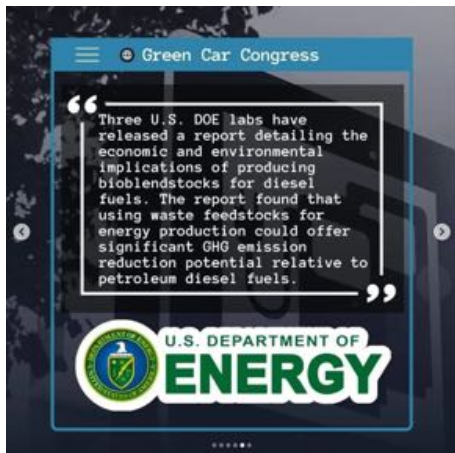 Green Car Congress
“
Three U.S. DOE labs have
released a report detailing the
economic and environmental
implications of producing
bioblendstocks for diesel
fuels. The report found that
using waste feedstocks for
energy production could offer
significant GHG emission
reduction potential relative to
petroleum diesel fuels.
”
U.S. DEPARTMENT OF
ENERGY